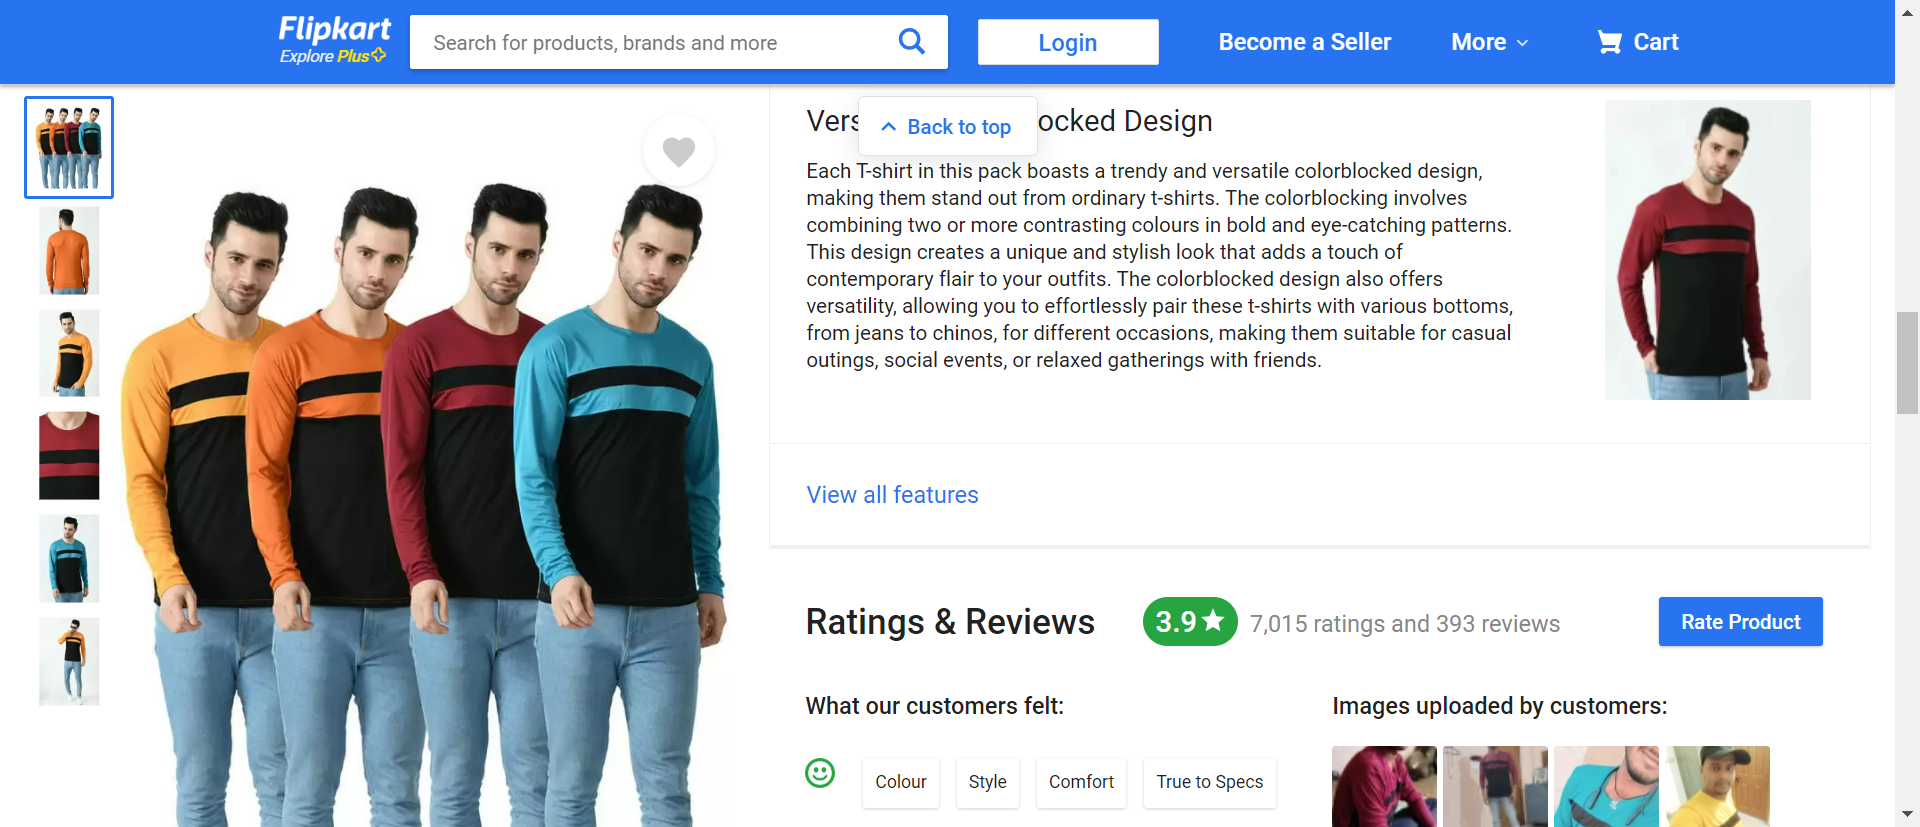 Flipkart
Explore Plus
Search for products, brands and more
Login
Become a Seller
More
Cart
Back to top
ocked Design
Each T-shirt in this pack boasts a trendy and versatile colorblocked design,
making them stand out from ordinary t-shirts. The colorblocking involves
combining two or more contrasting colours in bold and eye-catching patterns.
This design creates a unique and stylish look that adds a touch of
contemporary flair to your outfits. The colorblocked design also offers
versatility, allowing you to effortlessly pair these t-shirts with various bottoms,
from jeans to chinos, for different occasions, making them suitable for casual
outings, social events, or relaxed gatherings with friends.
View all features
Ratings & Reviews
3.9★
7,015 ratings and 393 reviews
Rate Product
What our customers felt:
Images uploaded by customers:
Colour
Style
Comfort
True to Specs